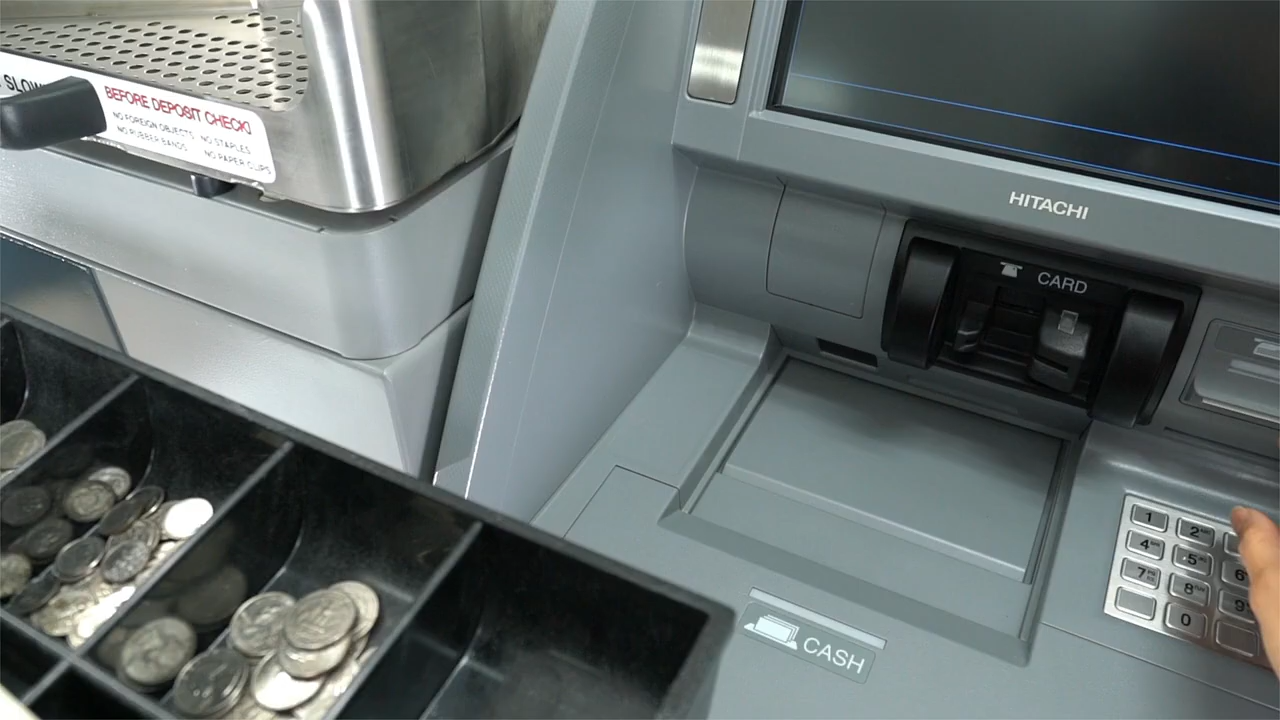 SLOW
BEFORE DEPOSIT CHECK!
NO FOREIGN OBJECTS NO STAPLES
NO RUBBER BANDS NO PAPER CLIPS
HITACHI
CARD
CASH
1 2
4 5 6
7 8 9
0